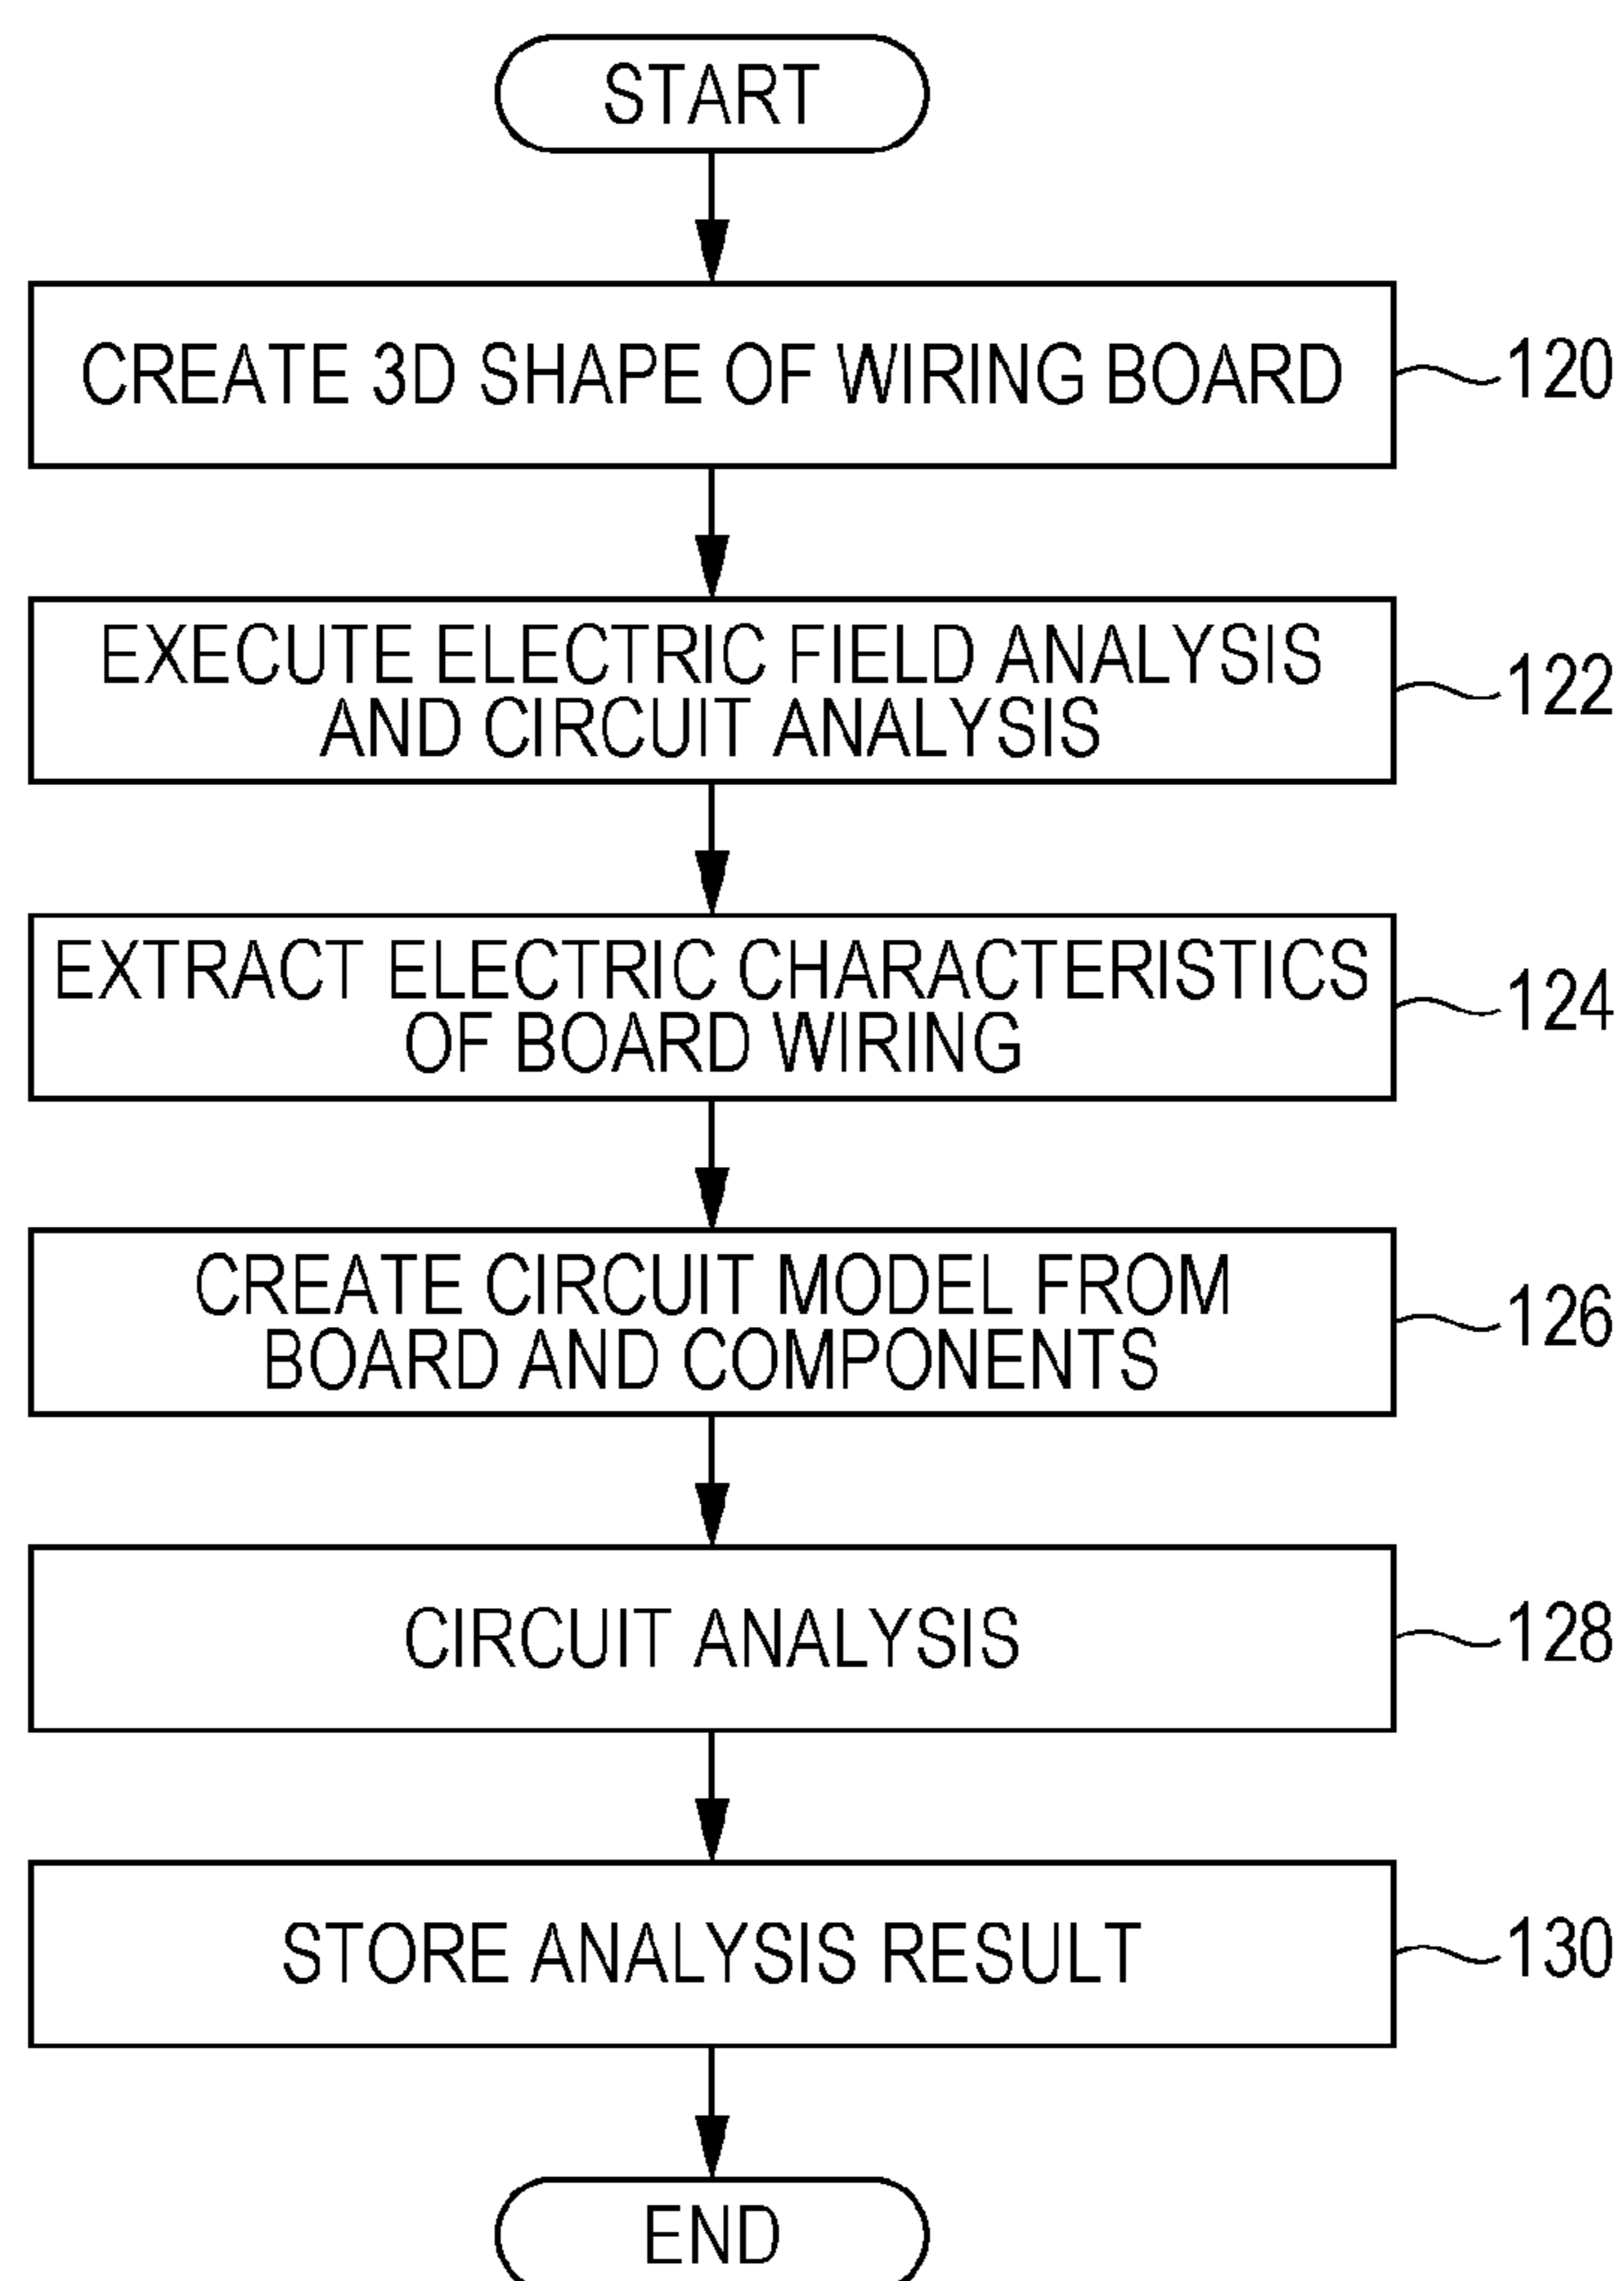 START
CREATE 3D SHAPE OF WIRING BOARD
120
EXECUTE ELECTRIC FIELD ANALYSIS
AND CIRCUIT ANALYSIS
122
EXTRACT ELECTRIC CHARACTERISTICS
OF BOARD WIRING
124
CREATE CIRCUIT MODEL FROM
BOARD AND COMPONENTS
126
CIRCUIT ANALYSIS
128
STORE ANALYSIS RESULT
130
END